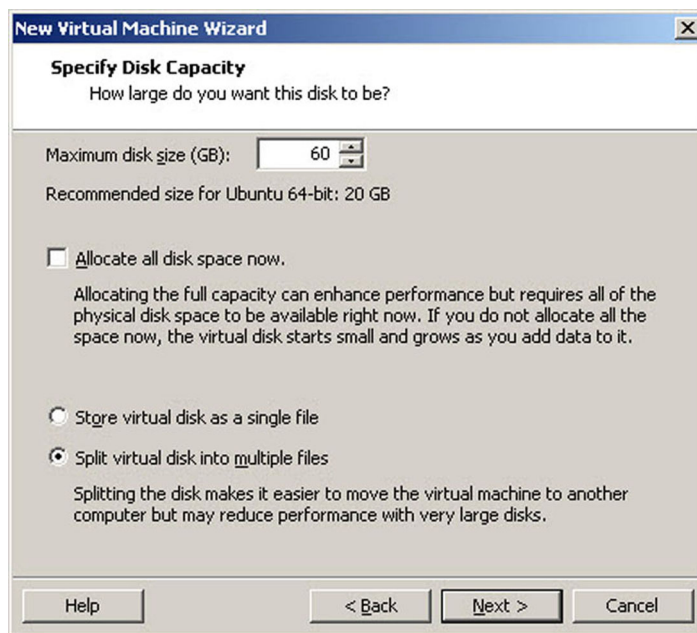 New Virtual Machine Wizard
Specify Disk Capacity
How large do you want this disk to be?
Maximum disk size (GB): 60
Recommended size for Ubuntu 64-bit: 20 GB
Allocate all disk space now.
Allocating the full capacity can enhance performance but requires all of the
physical disk space to be available right now. If you do not allocate all the
space now, the virtual disk starts small and grows as you add data to it.
Store virtual disk as a single file
Split virtual disk into multiple files
Splitting the disk makes it easier to move the virtual machine to another
computer but may reduce performance with very large disks.
Help < Back Next > Cancel